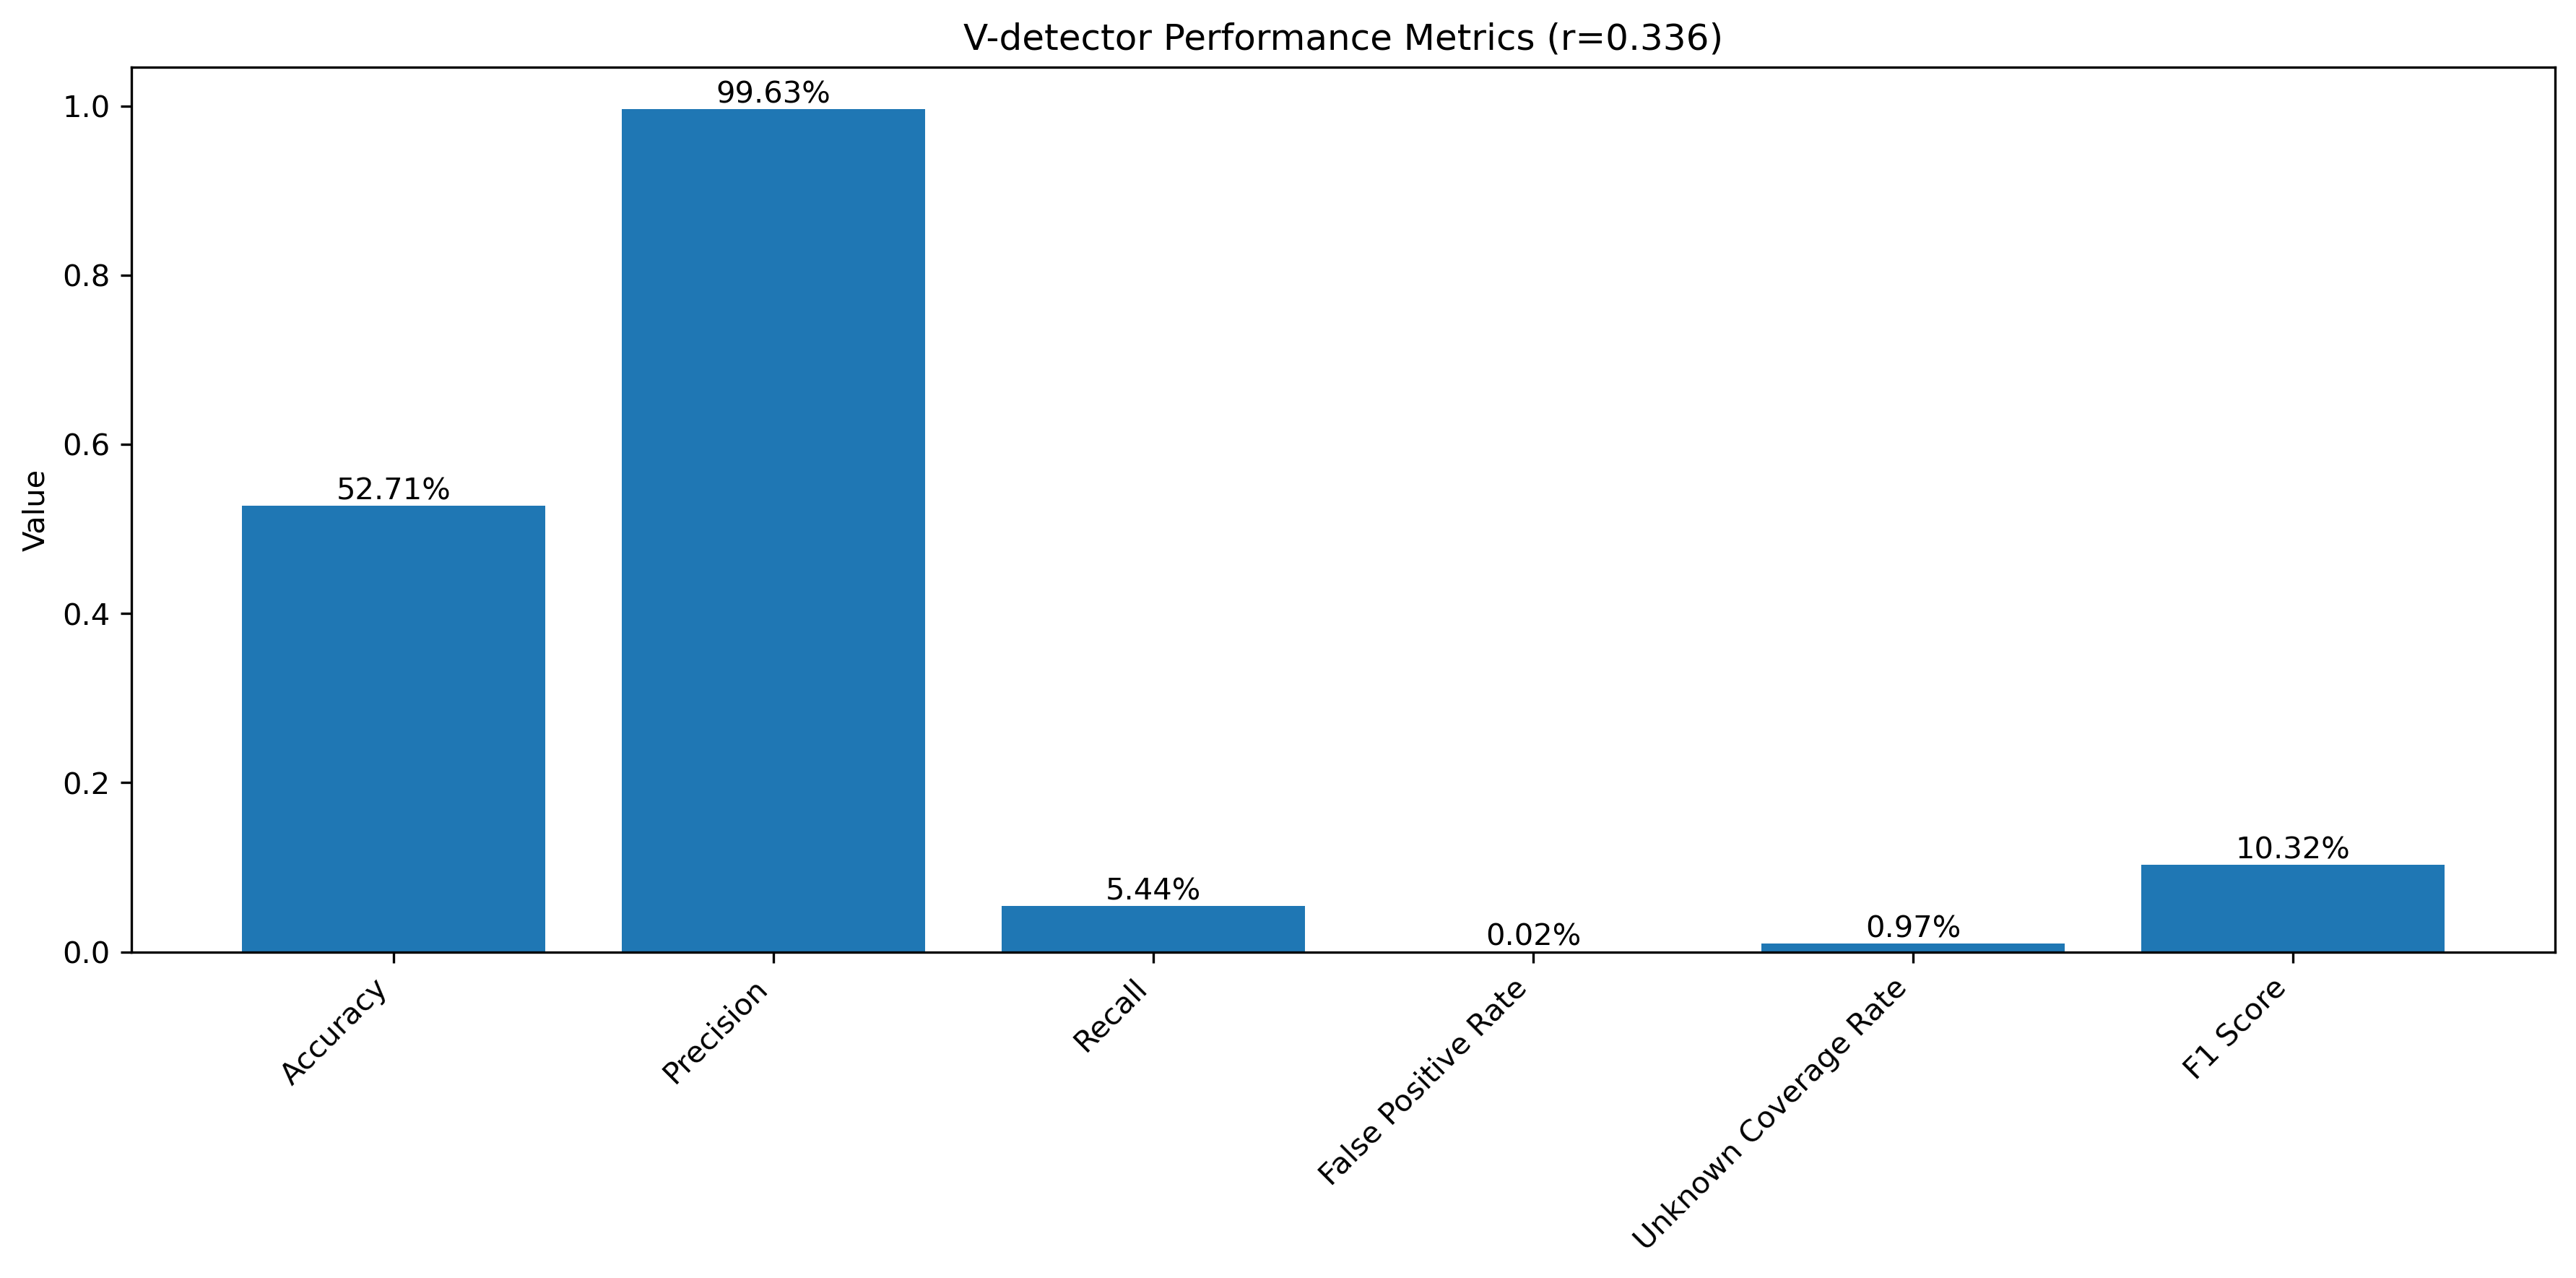 V-detector Performance Metrics (r=0.336)
Value
1.0
0.8
0.6
0.4
0.2
0.0
52.71%
99.63%
5.44%
0.02%
0.97%
10.32%
Accuracy
Precision
Recall
False Positive Rate
Unknown Coverage Rate
F1 Score